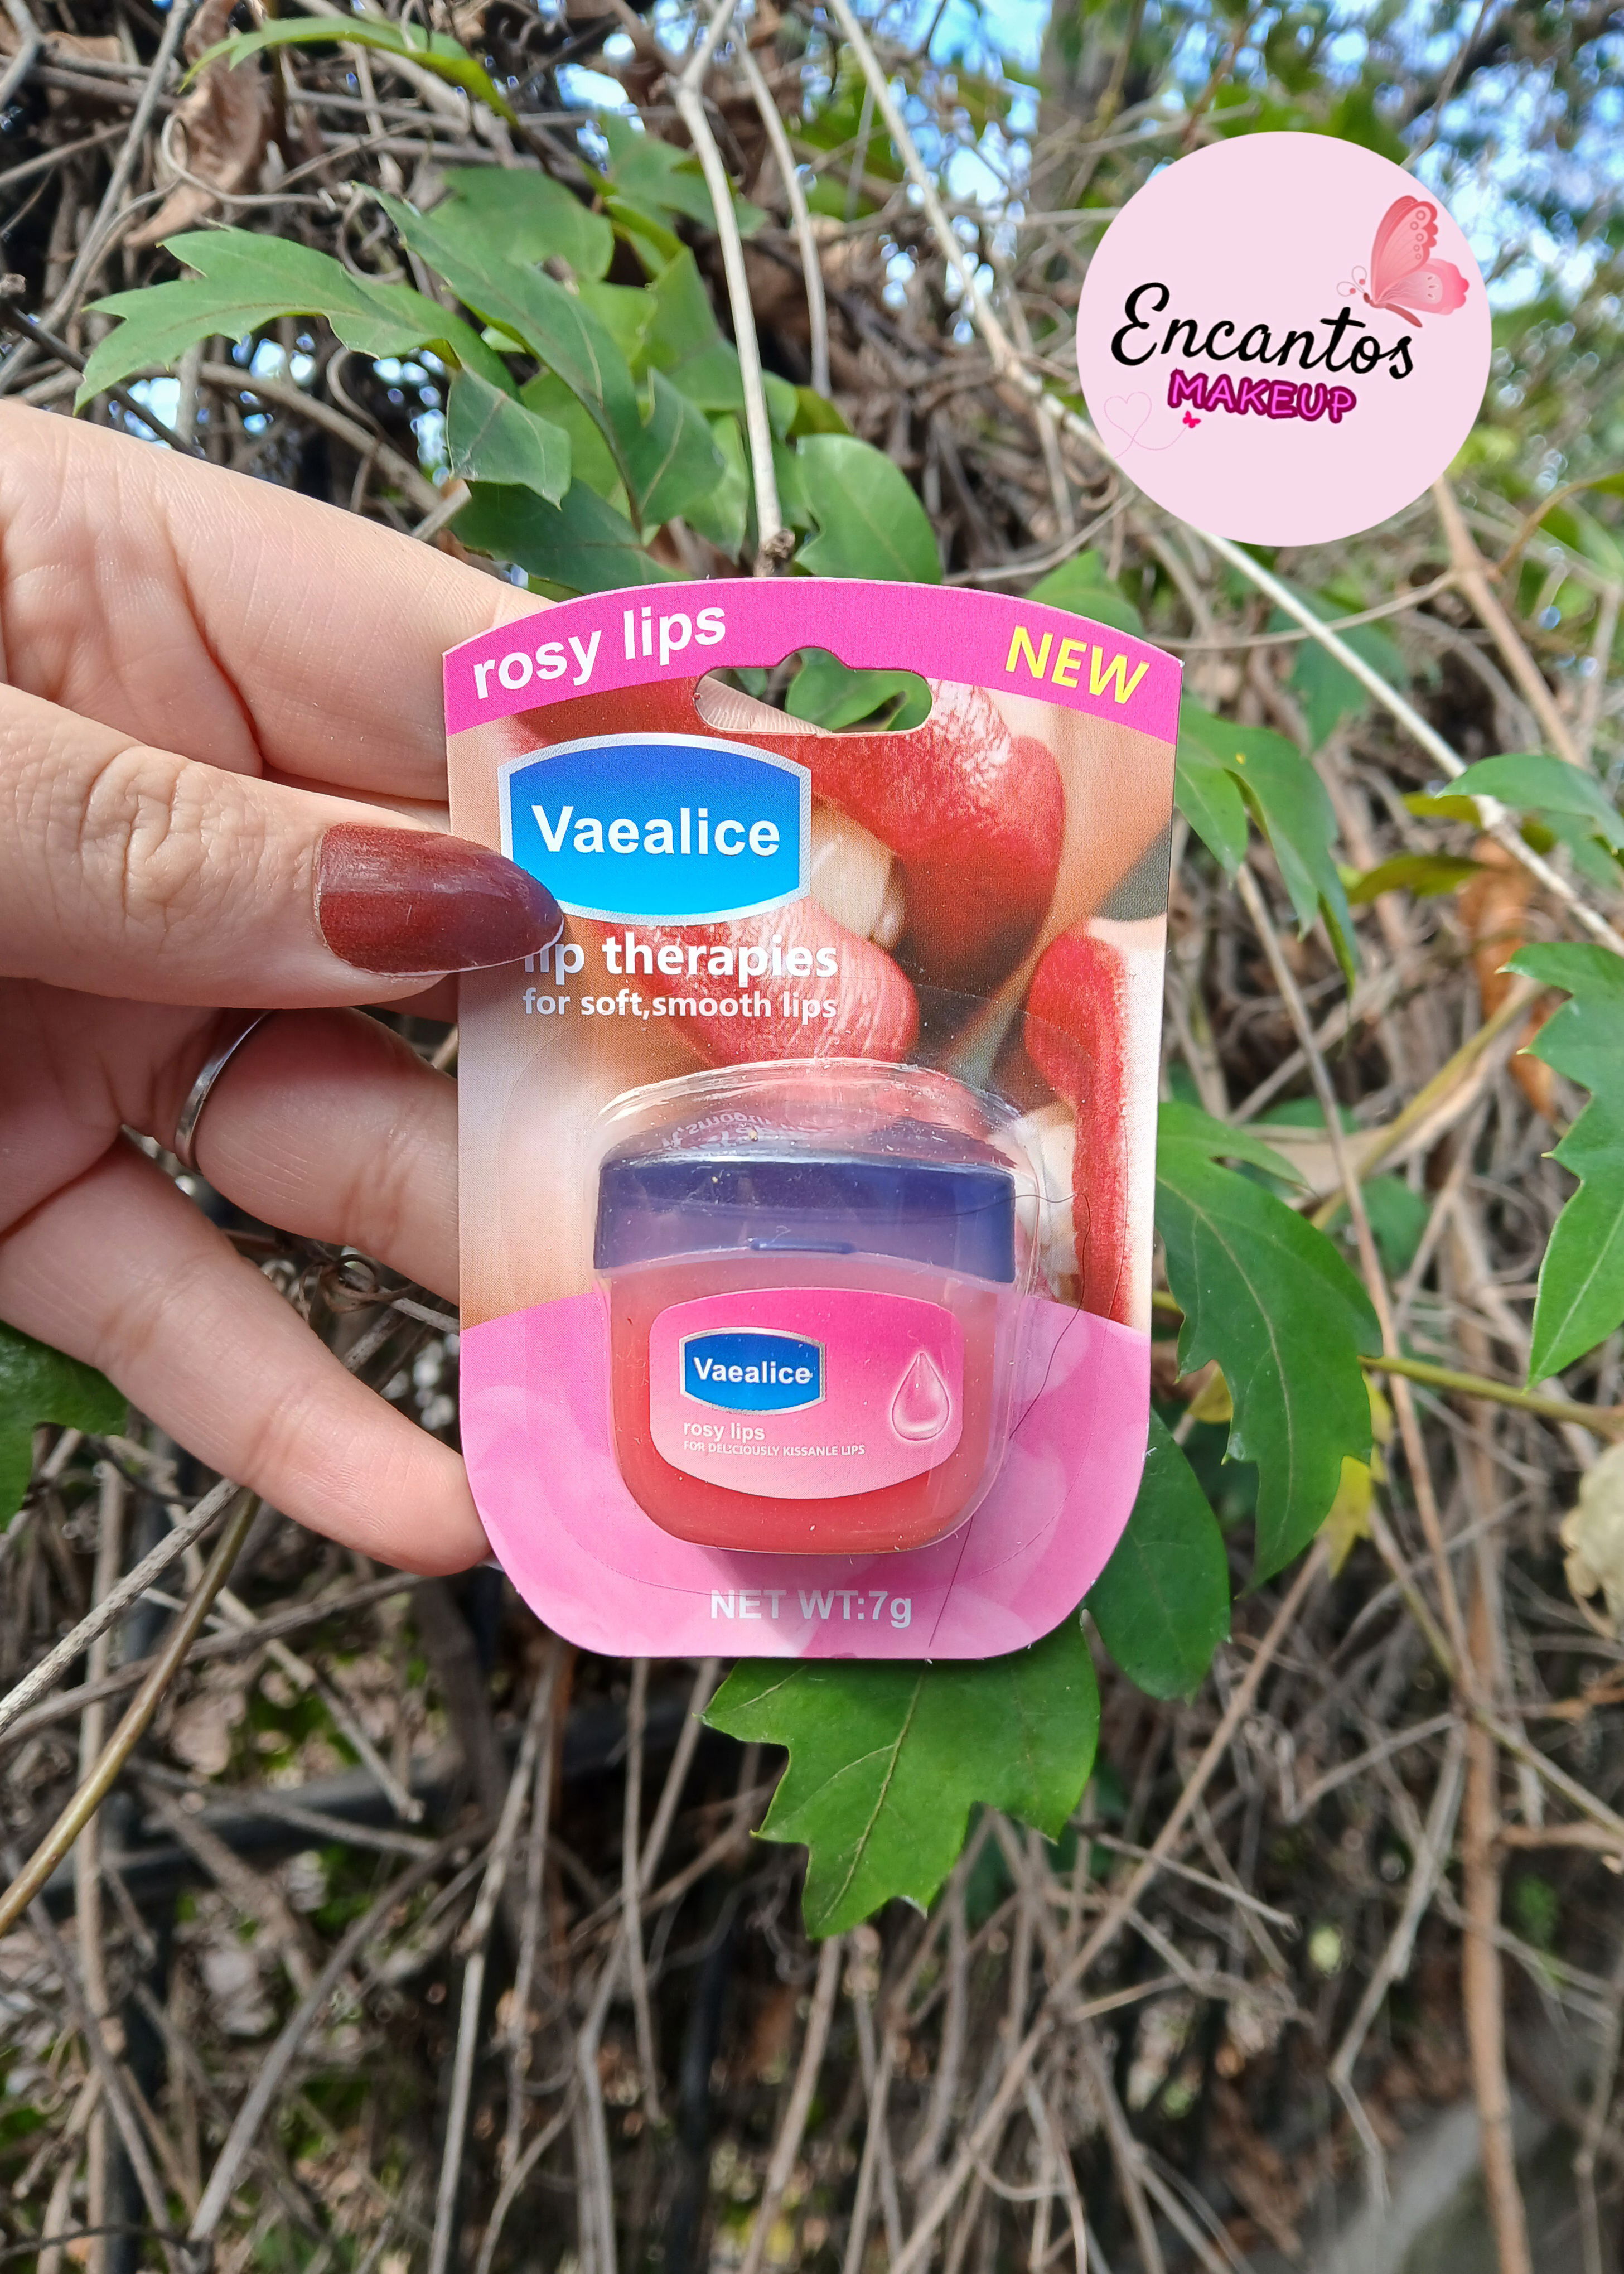 Encantos
MAKEUP
rosy lips
NEW
Vaealice
lip therapies
for soft,smooth lips
Vaealice
rosy lips
FOR DELICIOUSLY KISSANLE LIPS
NET WT:7g